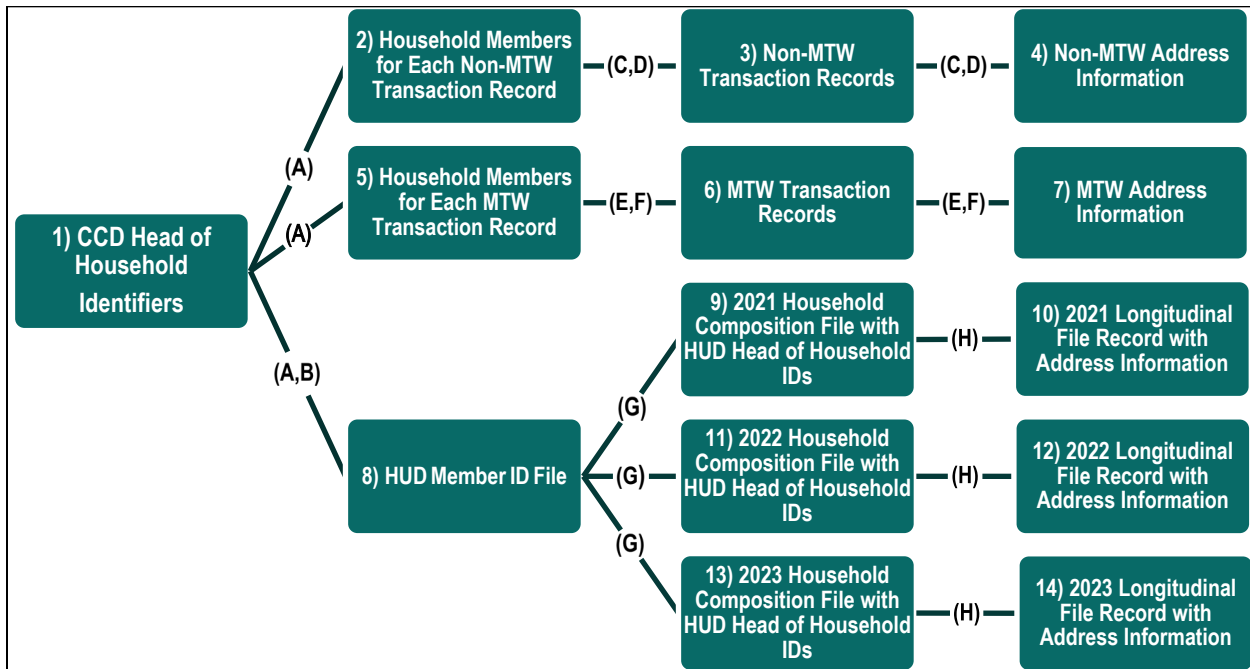 2) Household Members
for Each Non-MTW
Transaction Record
(C,D)
3) Non-MTW
Transaction Records
(C,D)
4) Non-MTW Address
Information
(A)
5) Household Members
for Each MTW
Transaction Record
(E,F)
6) MTW Transaction
Records
(E,F)
7) MTW Address
Information
(A)
1) CCD Head of
Household
Identifiers
(A,B)
8) HUD Member ID File
(G)
9) 2021 Household
Composition File with
HUD Head of Household
IDs
(H)
10) 2021 Longitudinal
File Record with
Address Information
(G)
11) 2022 Household
Composition File with
HUD Head of Household
IDs
(H)
12) 2022 Longitudinal
File Record with
Address Information
(G)
13) 2023 Household
Composition File with
HUD Head of Household
IDs
(H)
14) 2023 Longitudinal
File Record with
Address Information